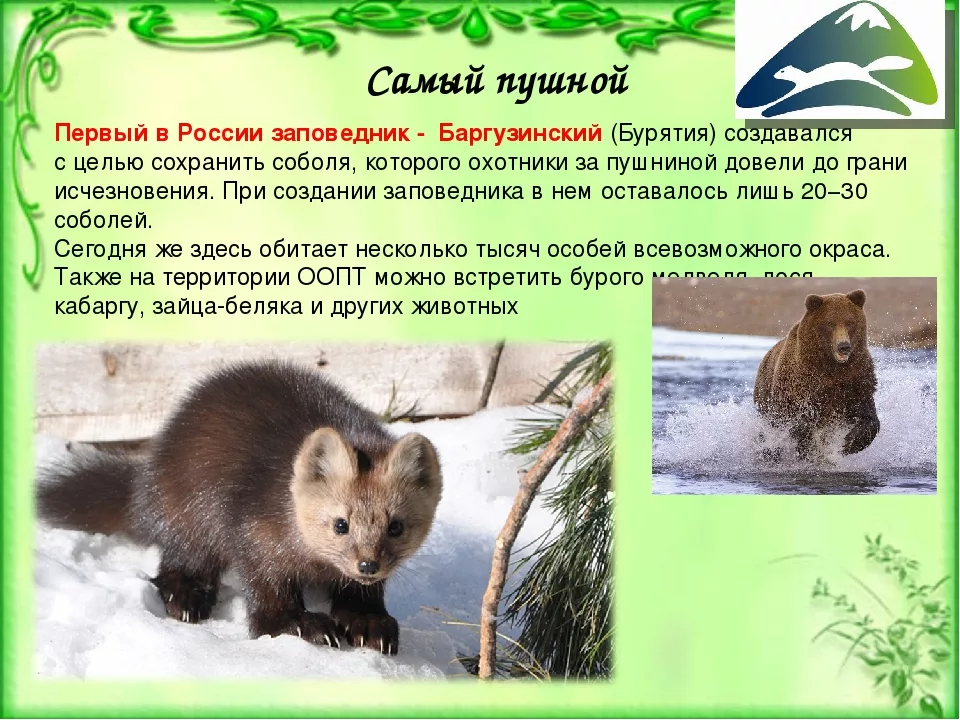 Самый пушной
Первый в России заповедник - Баргузинский (Бурятия) создавался
с целью сохранить соболя, которого охотники за пушниной довели до грани
исчезновения. При создании заповедника в нем оставалось лишь 20–30
соболей.
Сегодня же здесь обитает несколько тысяч особей всевозможного окраса.
Также на территории ООПТ можно встретить бурого медведя, лося,
кабаргу, зайца-беляка и других животных